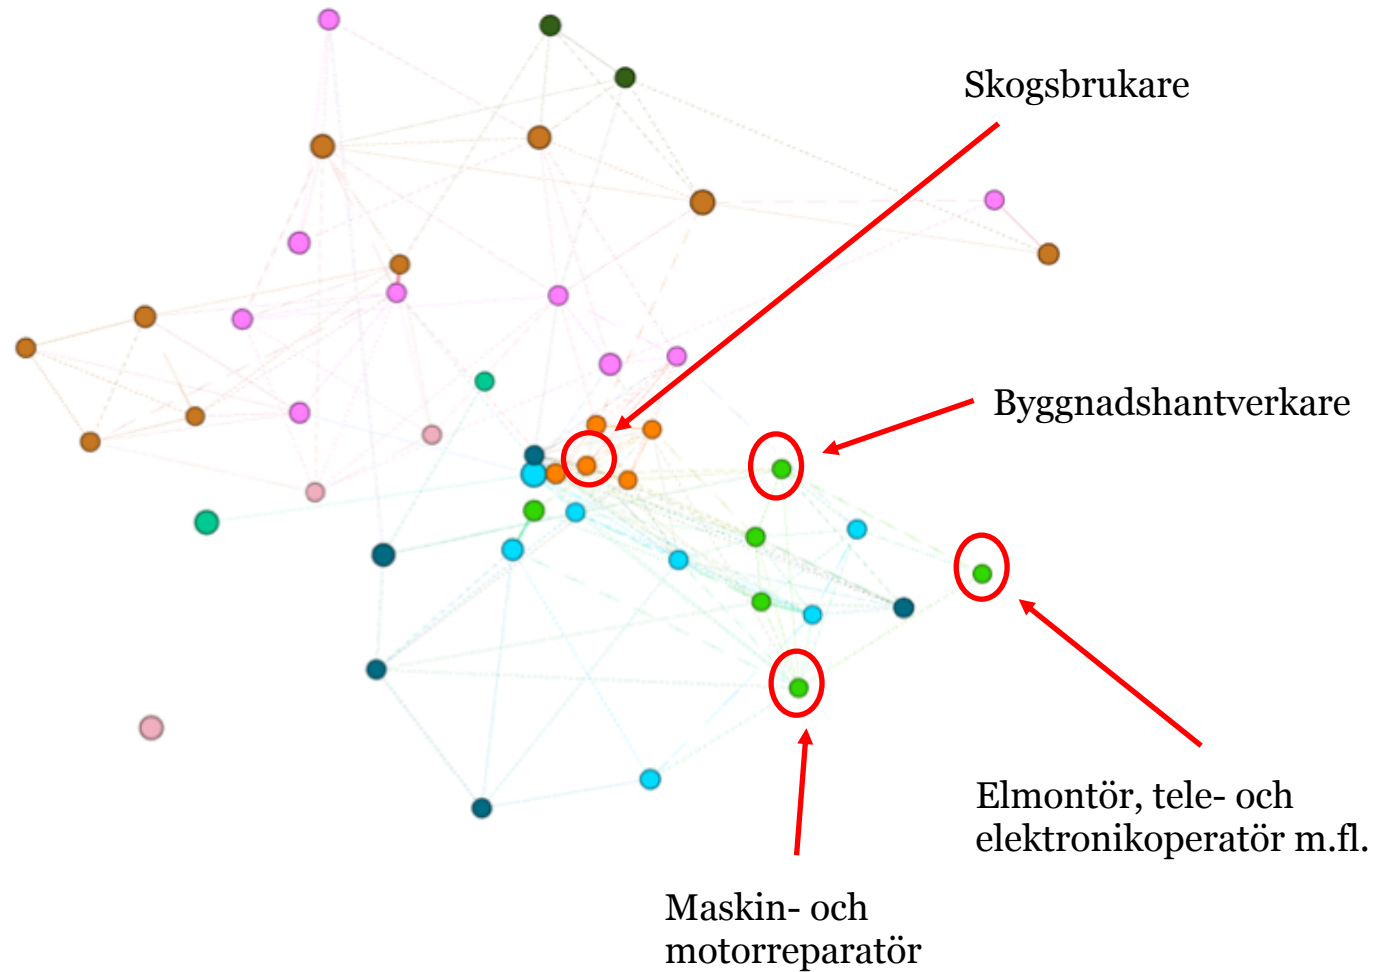 Skogsbrukare
Byggnadshantverkare
Elmontör, tele- och
elektronikoperatör m.fl.
Maskin- och
motorreparatör